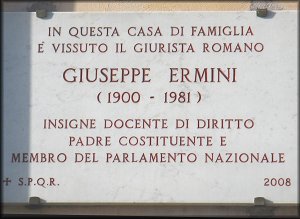 IN QUESTA CASA DI FAMIGLIA
É VISSUTO IL GIURISTA ROMANO
GIUSEPPE ERMINI
(1900 - 1981)
INSIGNE DOCENTE DI DIRITTO
PADRE COSTITUENTE E
MEMBRO DEL PARLAMENTO NAZIONALE
+ S.P.Q.R. 2008